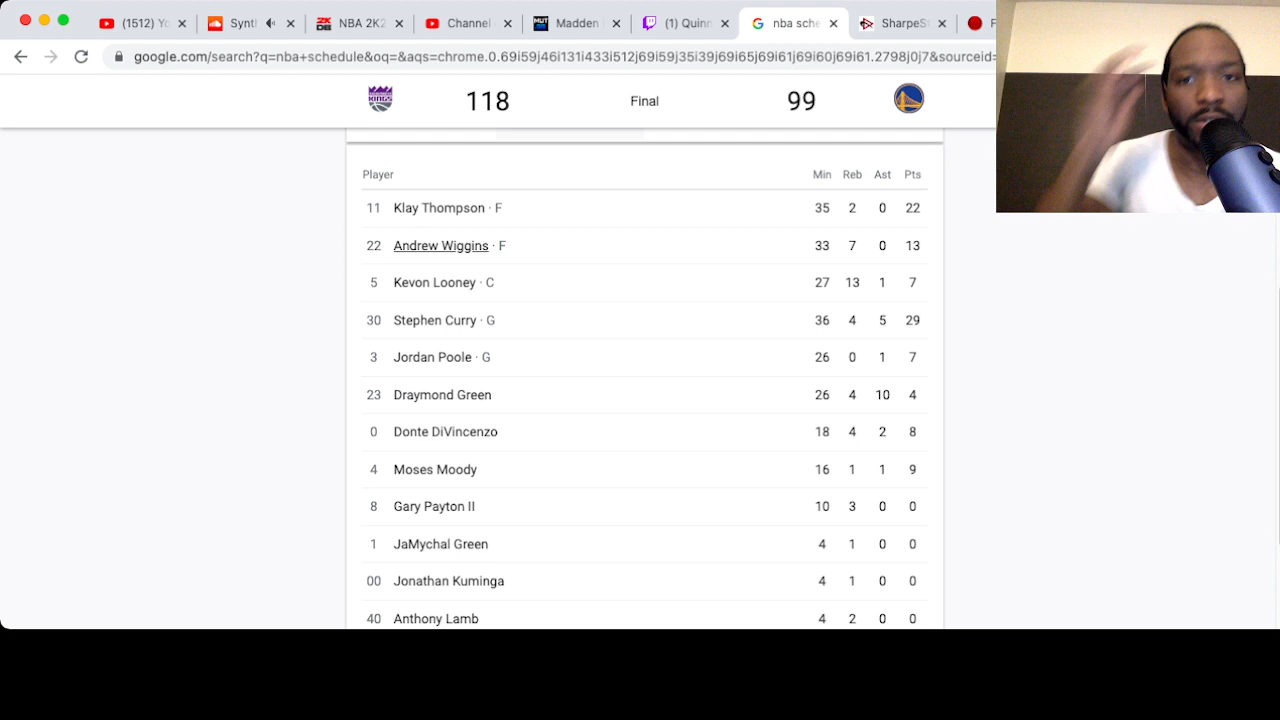 (1512) Yo
Synth
NBA 2K2
Channel
Madden
(1) Quinn
nba sche
SharpeSt
google.com/search?q=nba+schedule&oq=&aqs=chrome.0.69i59j46i131i433i512j69i59j35i39j69i65j69i61j69i60j69i61.2798j0j7&sourceid=
KINGS 118 Final 99
Player Min Reb Ast Pts
11 Klay Thompson · F 35 2 0 22
22 Andrew Wiggins · F 33 7 0 13
5 Kevon Looney · C 27 13 1 7
30 Stephen Curry · G 36 4 5 29
3 Jordan Poole · G 26 0 1 7
23 Draymond Green 26 4 10 4
0 Donte DiVincenzo 18 4 2 8
4 Moses Moody 16 1 1 9
8 Gary Payton II 10 3 0 0
1 JaMychal Green 4 1 0 0
00 Jonathan Kuminga 4 1 0 0
40 Anthony Lamb 4 2 0 0